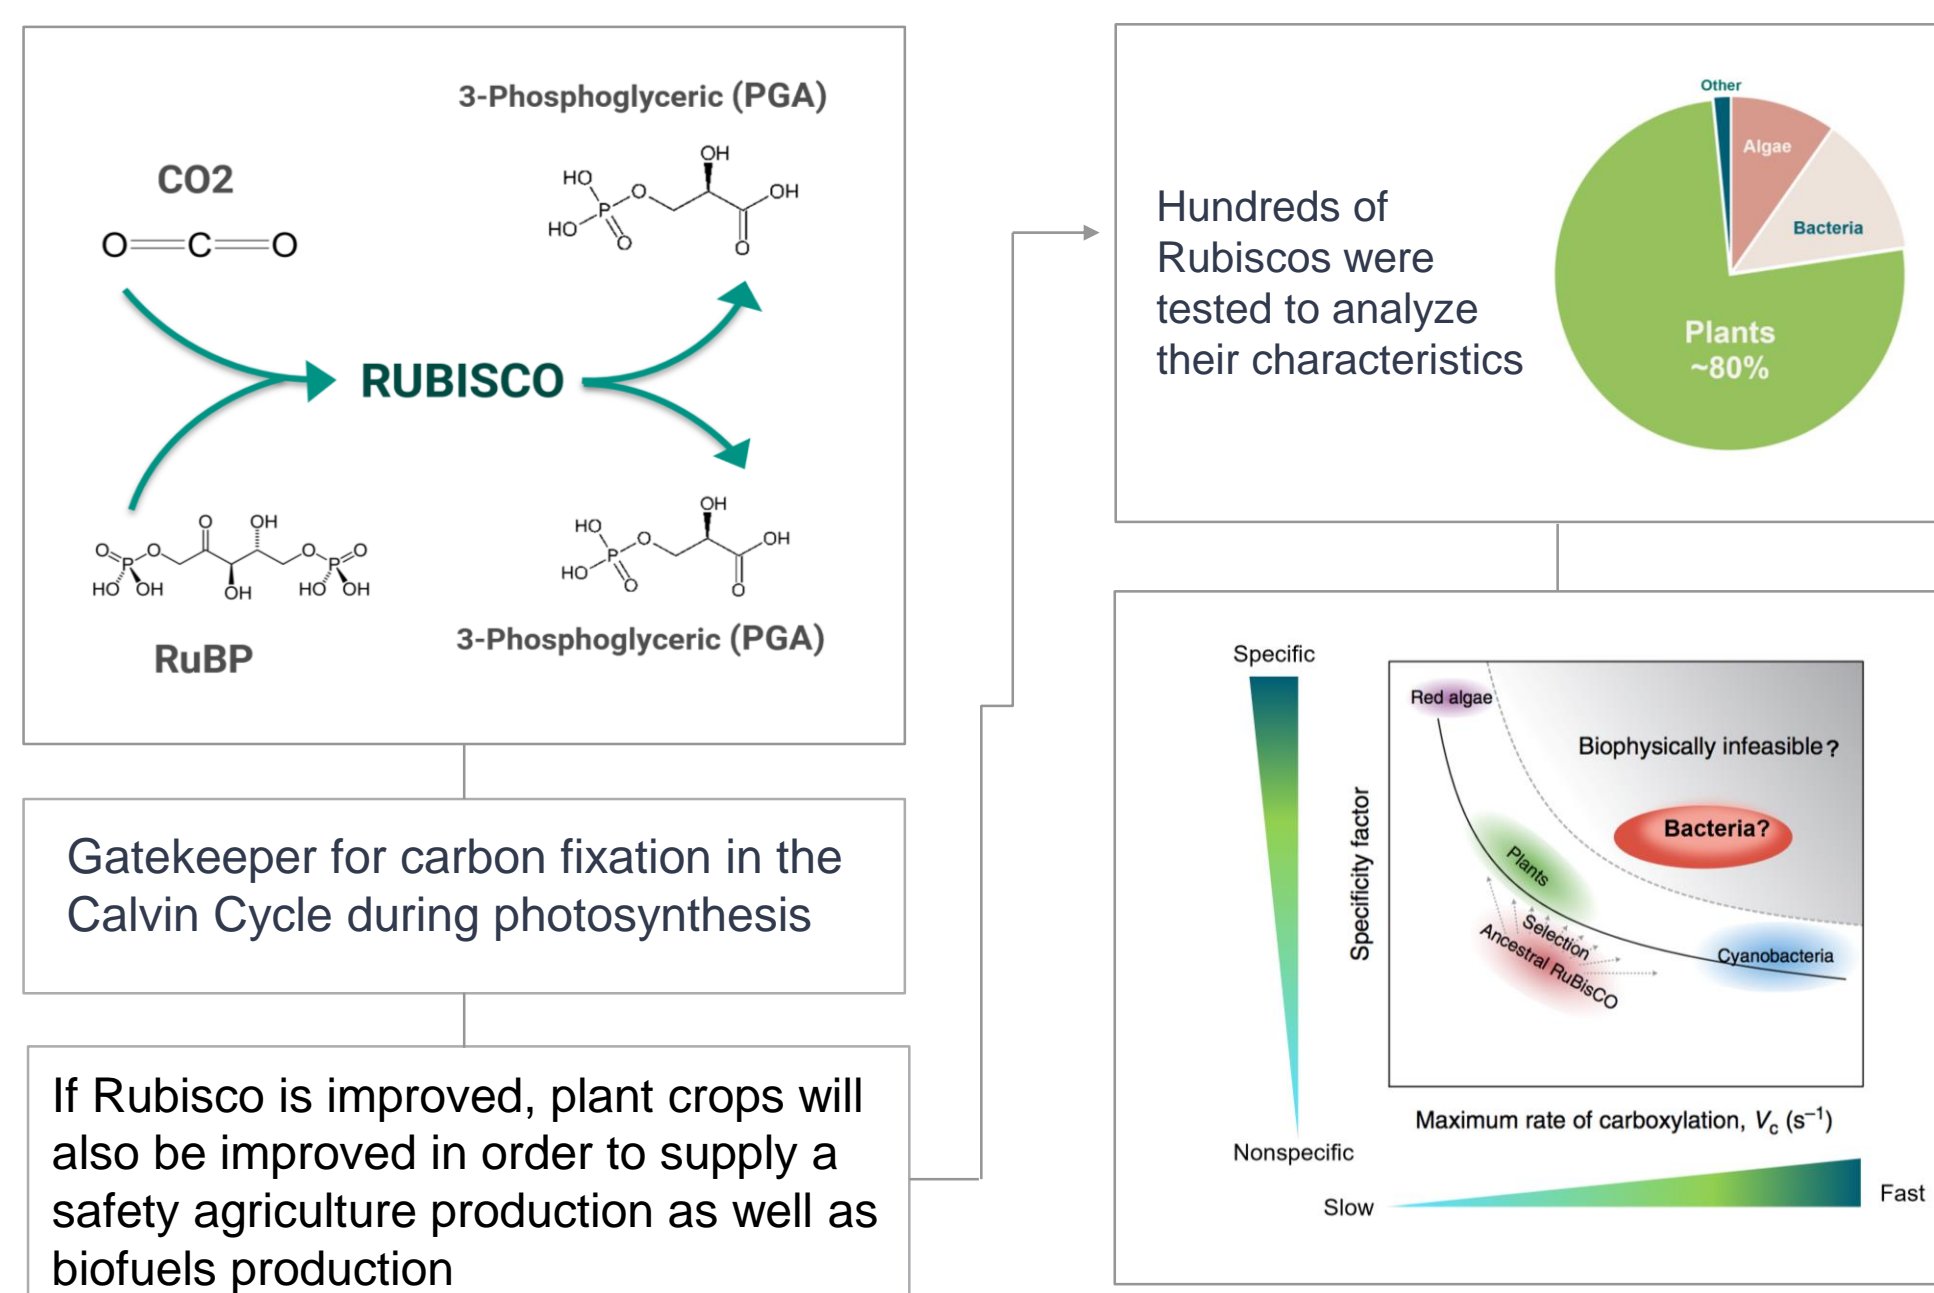 3-Phosphoglyceric (PGA)
CO2
O C O
HO HO P O O OH O OH
RUBISCO
O P O HO OH O OH OH O P O HO OH
HO HO P O O OH O OH
RuBP
3-Phosphoglyceric (PGA)
Gatekeeper for carbon fixation in the
Calvin Cycle during photosynthesis
If Rubisco is improved, plant crops will
also be improved in order to supply a
safety agriculture production as well as
biofuels production
Hundreds of
Rubiscos were
tested to analyze
their characteristics
Other
Algae
Bacteria
Plants
~80%
Specific
Nonspecific
Specificity factor
Red algae
Biophysically infeasible?
Bacteria?
Plants
Selection
Ancestral RuBisCO
Cyanobacteria
Maximum rate of carboxylation, Vc (s–1)
Slow
Fast